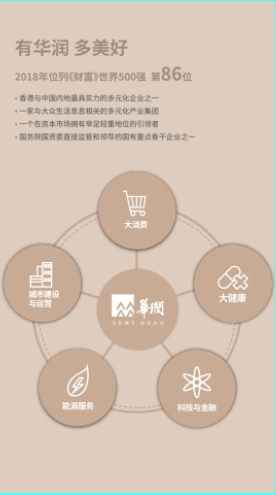 有华润 多美好
2018年位列《财富》世界500强 第86位
• 香港与中国内地最具实力的多元化企业之一
• 一家与大众生活息息相关的多元化产业集团
• 一个在资本市场拥有举足轻重地位的引领者
• 国务院国资委直接监管和领导的国有重点骨干企业之一
大消费
城市建设
与运营
大健康
华润
能源服务
科技与金融